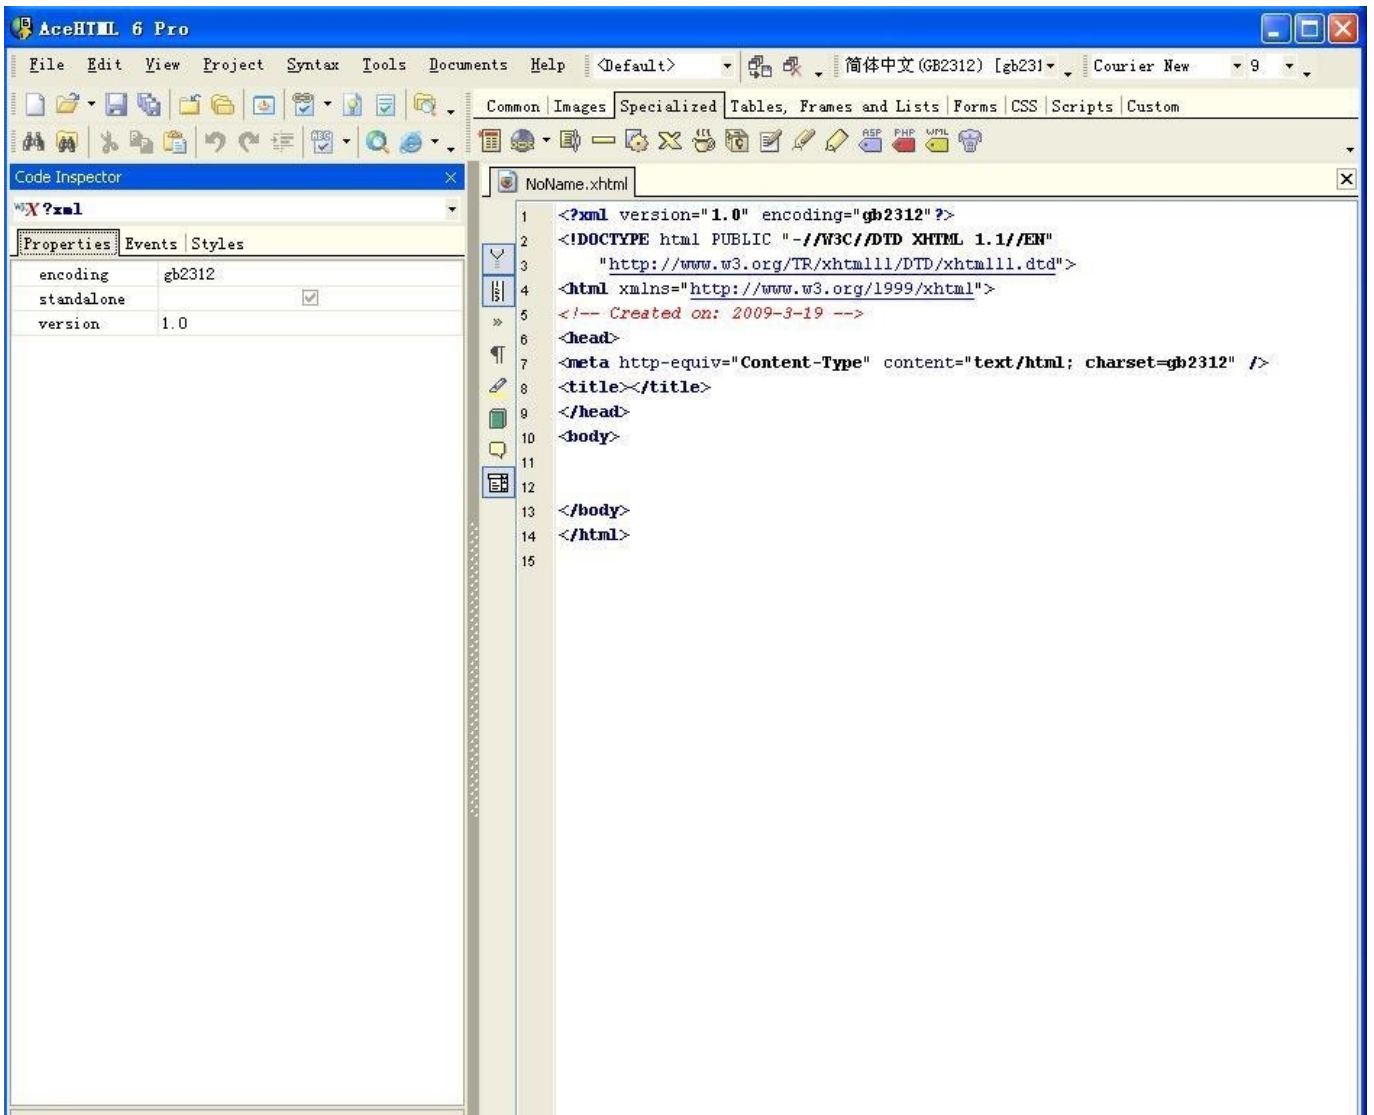 AceHTML 6 Pro
File Edit View Project Syntax Tools Documents Help <Default> 简体中文(GB2312) [gb231 Courier New 9
Common Images Specialized Tables, Frames and Lists Forms CSS Scripts Custom
ASP PHP WML
Code Inspector
NoName.xhtml
?xml
Properties Events Styles
encoding gb2312
standalone
version 1.0
1 <?xml version="1.0" encoding="gb2312"?>
2 <!DOCTYPE html PUBLIC "-//W3C//DTD XHTML 1.1//EN"
3 "http://www.w3.org/TR/xhtml11/DTD/xhtml11.dtd">
4 <html xmlns="http://www.w3.org/1999/xhtml">
5 <!-- Created on: 2009-3-19 -->
6 <head>
7 <meta http-equiv="Content-Type" content="text/html; charset=gb2312" />
8 <title></title>
9 </head>
10 <body>
11
12
13 </body>
14 </html>
15